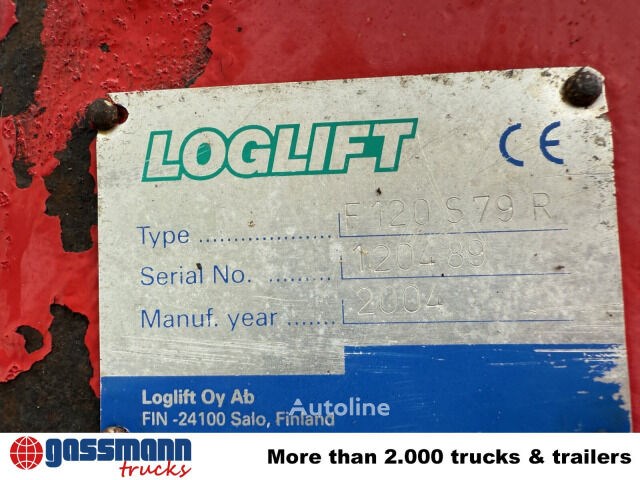 LOGLIFT CE
Type .................... F 120 S 79 R
Serial No. ......... 120489
Manuf. year ....... 2004
Loglift Oy Ab
FIN -24100 Salo, Finland
Autoline
gassmann
trucks
More than 2.000 trucks & trailers